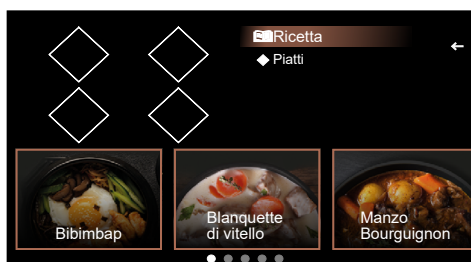 Ricetta
Piatti
Bibimbap
Blanquette
di vitello
Manzo
Bourguignon